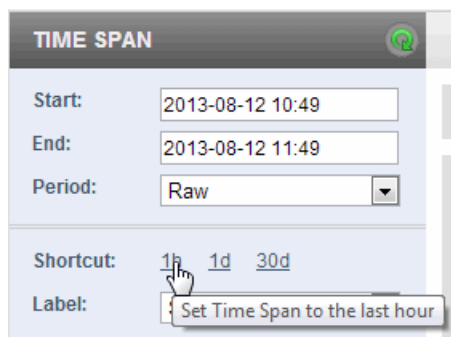 TIME SPAN
Start: 2013-08-12 10:49
End: 2013-08-12 11:49
Period: Raw
Shortcut: 1h 1d 30d
Label:
Set Time Span to the last hour